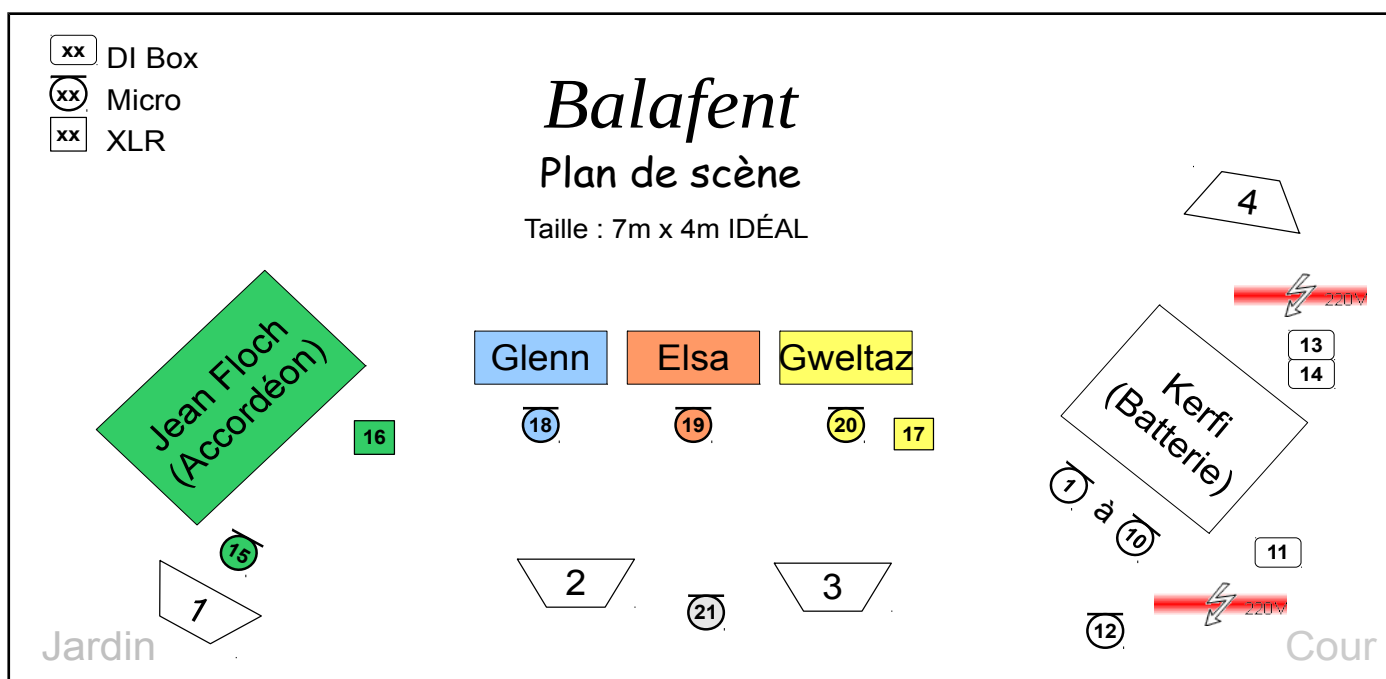 xx DI Box
xx Micro
xx XLR
Balafent
Plan de scène
Taille : 7m x 4m IDÉAL
4
220V
13
14
Jean Floch
(Accordéon)
Glenn
Elsa
Gweltaz
Kerfi
(Batterie)
16
18
19
20
17
1 à 10
15
11
1
2
3
21
12
220V
Jardin
Cour